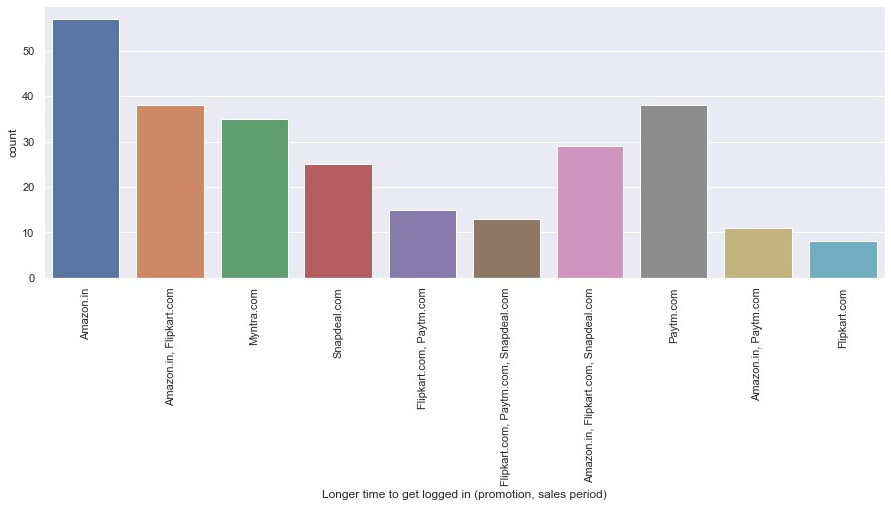 50
40
30
20
10
0
count
Amazon.in
Amazon.in, Flipkart.com
Myntra.com
Snapdeal.com
Flipkart.com, Paytm.com
Flipkart.com, Paytm.com, Snapdeal.com
Amazon.in, Flipkart.com, Snapdeal.com
Paytm.com
Amazon.in, Paytm.com
Flipkart.com
Longer time to get logged in (promotion, sales period)